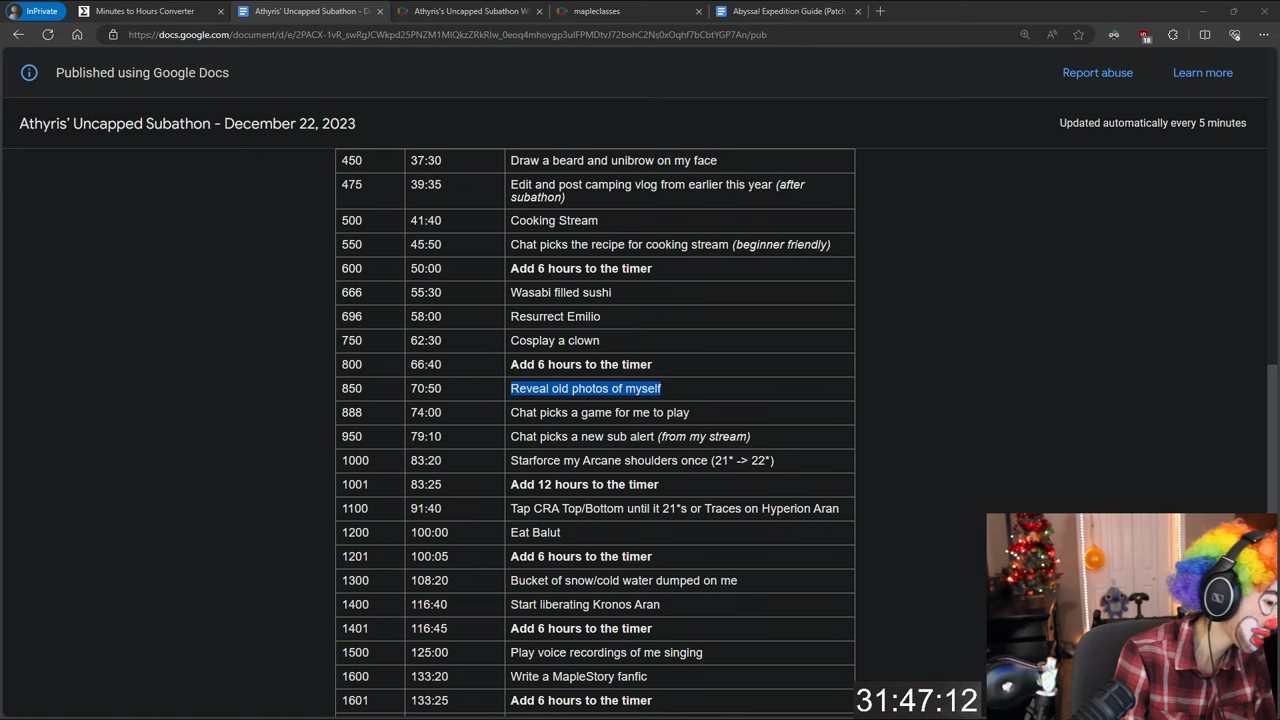 InPrivate
Minutes to Hours Converter
Athyris' Uncapped Subathon - D
Athyris's Uncapped Subathon W
mapleclasses
Abyssal Expedition Guide (Patch
18
Published using Google Docs
Report abuse
Learn more
Athyris' Uncapped Subathon - December 22, 2023
Updated automatically every 5 minutes
450 37:30 Draw a beard and unibrow on my face
475 39:35 Edit and post camping vlog from earlier this year (after
subathon)
500 41:40 Cooking Stream
550 45:50 Chat picks the recipe for cooking stream (beginner friendly)
600 50:00 Add 6 hours to the timer
666 55:30 Wasabi filled sushi
696 58:00 Resurrect Emilio
750 62:30 Cosplay a clown
800 66:40 Add 6 hours to the timer
850 70:50 Reveal old photos of myself
888 74:00 Chat picks a game for me to play
950 79:10 Chat picks a new sub alert (from my stream)
1000 83:20 Starforce my Arcane shoulders once (21* -> 22*)
1001 83:25 Add 12 hours to the timer
1100 91:40 Tap CRA Top/Bottom until it 21*s or Traces on Hyperion Aran
1200 100:00 Eat Balut
1201 100:05 Add 6 hours to the timer
1300 108:20 Bucket of snow/cold water dumped on me
1400 116:40 Start liberating Kronos Aran
1401 116:45 Add 6 hours to the timer
1500 125:00 Play voice recordings of me singing
1600 133:20 Write a MapleStory fanfic
1601 133:25 Add 6 hours to the timer
31:47:12